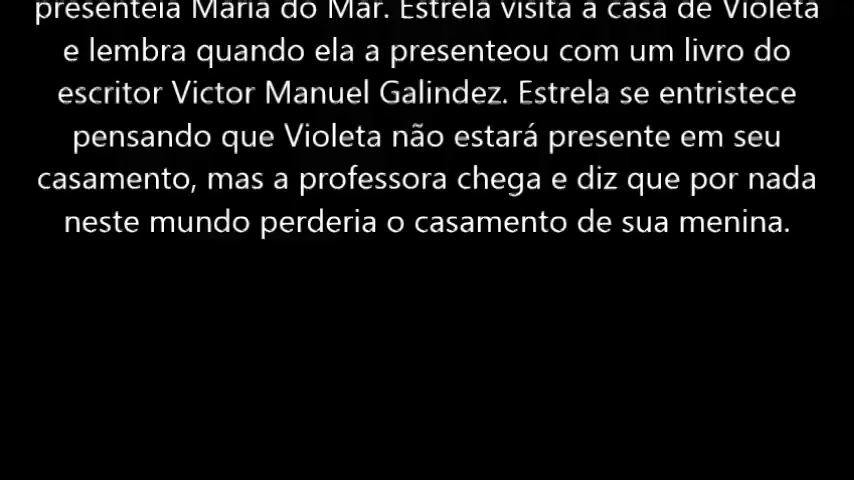 presenteia Maria do Mar. Estrela visita a casa de Violeta
e lembra quando ela a presenteou com um livro do
escritor Victor Manuel Galindez. Estrela se entristece
pensando que Violeta não estará presente em seu
casamento, mas a professora chega e diz que por nada
neste mundo perderia o casamento de sua menina.